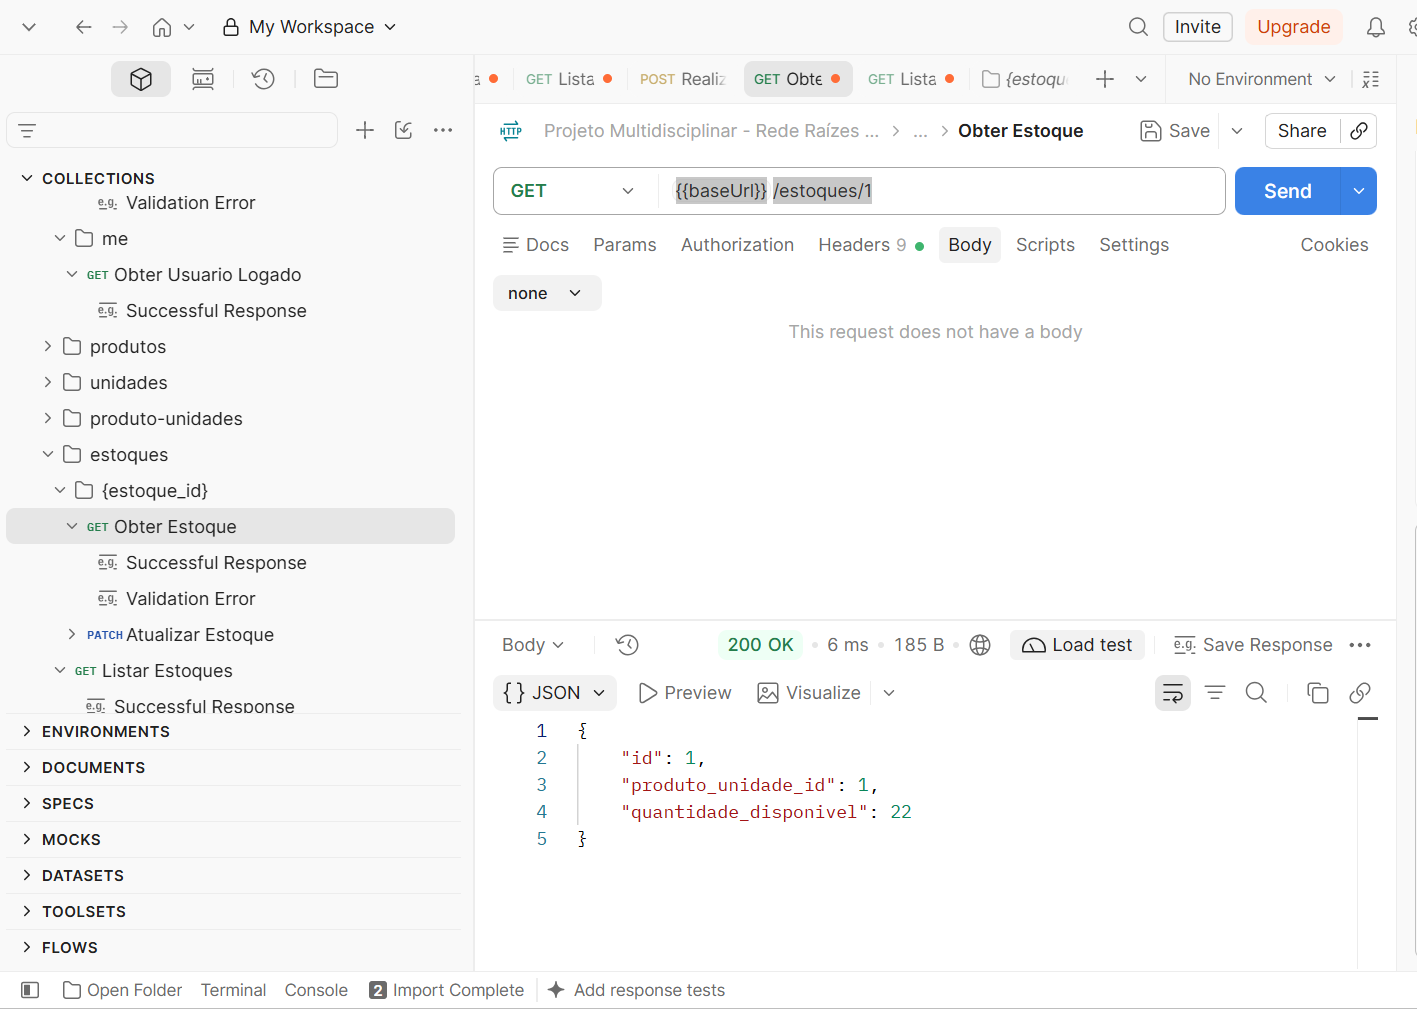 My Workspace
Invite
Upgrade
GET Lista
POST Realiz
GET Obte
GET Lista
{estoqu
No Environment
Projeto Multidisciplinar - Rede Raízes ... > ... > Obter Estoque
Save
Share
GET
{{baseUrl}} /estoques/1
Send
Docs
Params
Authorization
Headers 9
Body
Scripts
Settings
Cookies
none
This request does not have a body
COLLECTIONS
e.g. Validation Error
me
GET Obter Usuario Logado
e.g. Successful Response
produtos
unidades
produto-unidades
estoques
{estoque_id}
GET Obter Estoque
e.g. Successful Response
e.g. Validation Error
PATCH Atualizar Estoque
GET Listar Estoques
e.g. Successful Response
ENVIRONMENTS
DOCUMENTS
SPECS
MOCKS
DATASETS
TOOLSETS
FLOWS
Body
200 OK
6 ms
185 B
Load test
e.g. Save Response
{} JSON
Preview
Visualize
1 {
2 "id": 1,
3 "produto_unidade_id": 1,
4 "quantidade_disponivel": 22
5 }
Open Folder
Terminal
Console
2 Import Complete
Add response tests